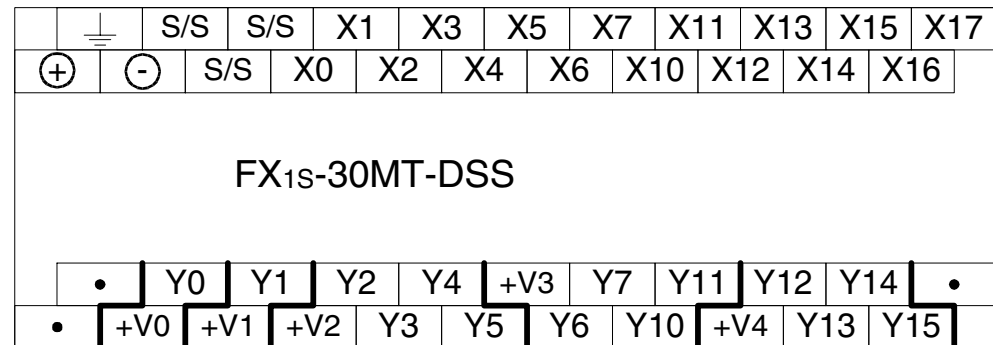 S/S S/S X1 X3 X5 X7 X11 X13 X15 X17
+ - S/S X0 X2 X4 X6 X10 X12 X14 X16
FX1S-30MT-DSS
• Y0 Y1 Y2 Y4 +V3 Y7 Y11 Y12 Y14 •
• +V0 +V1 +V2 Y3 Y5 Y6 Y10 +V4 Y13 Y15